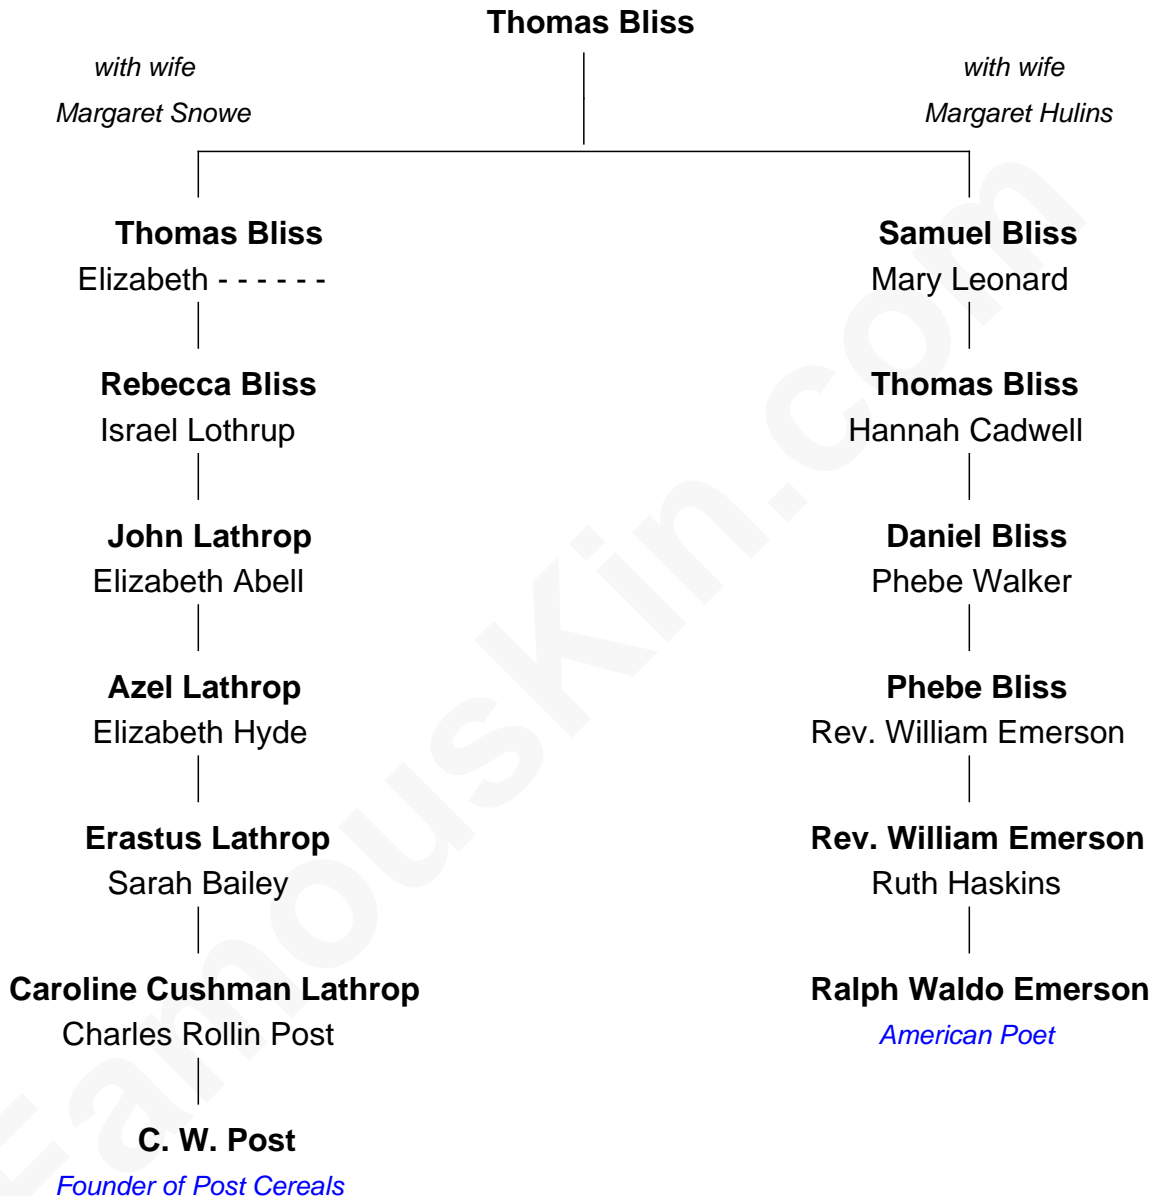 Thomas Bliss
with wife
Margaret Snowe
with wife
Margaret Hulins
Thomas Bliss
Elizabeth - - - - - -
Samuel Bliss
Mary Leonard
Rebecca Bliss
Israel Lothrup
Thomas Bliss
Hannah Cadwell
John Lathrop
Elizabeth Abell
Daniel Bliss
Phebe Walker
Azel Lathrop
Elizabeth Hyde
Phebe Bliss
Rev. William Emerson
Erastus Lathrop
Sarah Bailey
Rev. William Emerson
Ruth Haskins
Caroline Cushman Lathrop
Charles Rollin Post
Ralph Waldo Emerson
American Poet
C. W. Post
Founder of Post Cereals
FamousKin.com